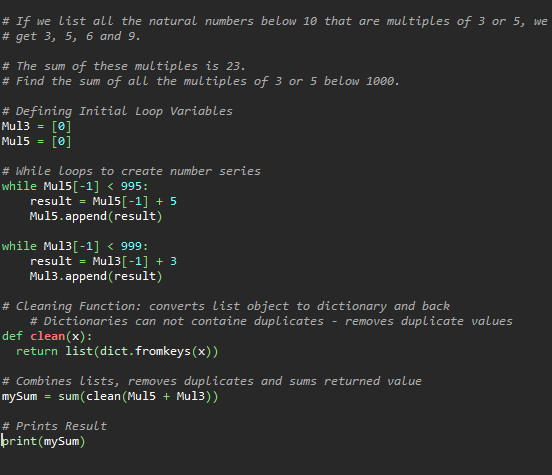 # If we list all the natural numbers below 10 that are multiples of 3 or 5, we
# get 3, 5, 6 and 9.

# The sum of these multiples is 23.
# Find the sum of all the multiples of 3 or 5 below 1000.

# Defining Initial Loop Variables
Mul3 = [0]
Mul5 = [0]

# While loops to create number series
while Mul5[-1] < 995:
    result = Mul5[-1] + 5
    Mul5.append(result)

while Mul3[-1] < 999:
    result = Mul3[-1] + 3
    Mul3.append(result)

# Cleaning Function: converts list object to dictionary and back
    # Dictionaries can not containe duplicates - removes duplicate values
def clean(x):
  return list(dict.fromkeys(x))

# Combines lists, removes duplicates and sums returned value
mySum = sum(clean(Mul5 + Mul3))

# Prints Result
print(mySum)